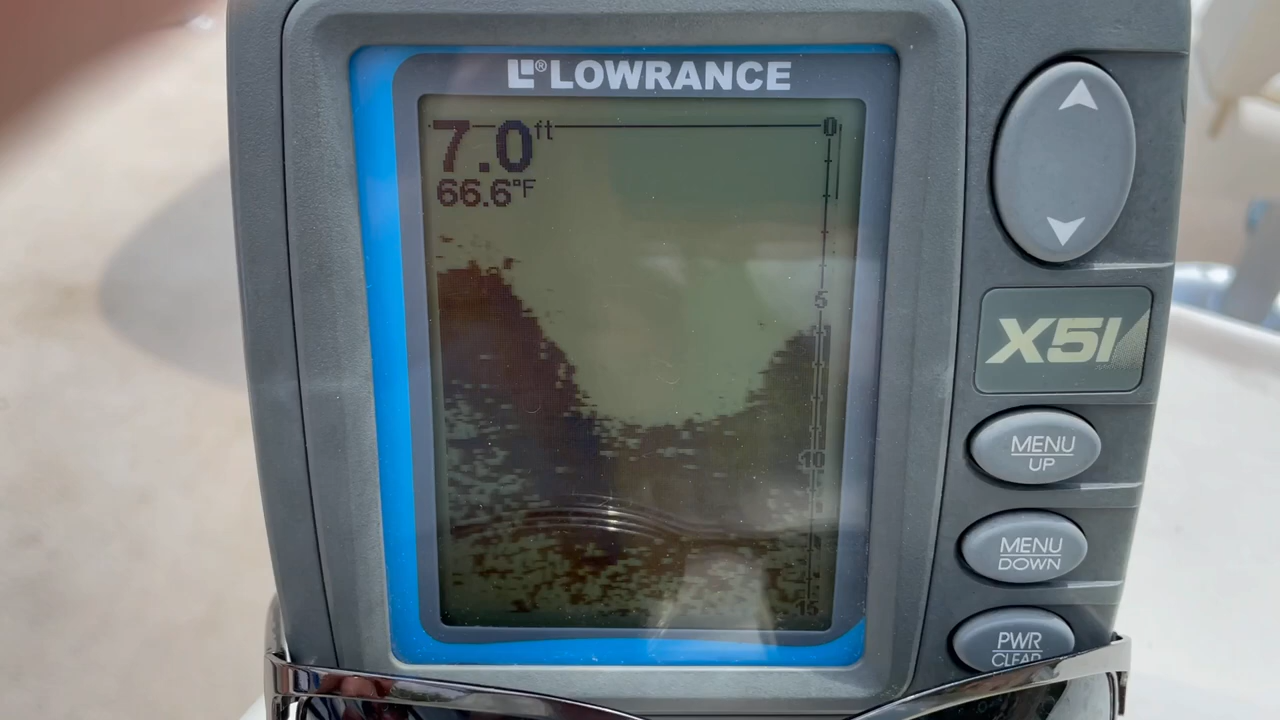 L® LOWRANCE
7.0 ft
66.6°F
0
5
10
15
X51
MENU
UP
MENU
DOWN
PWR
CLEAR